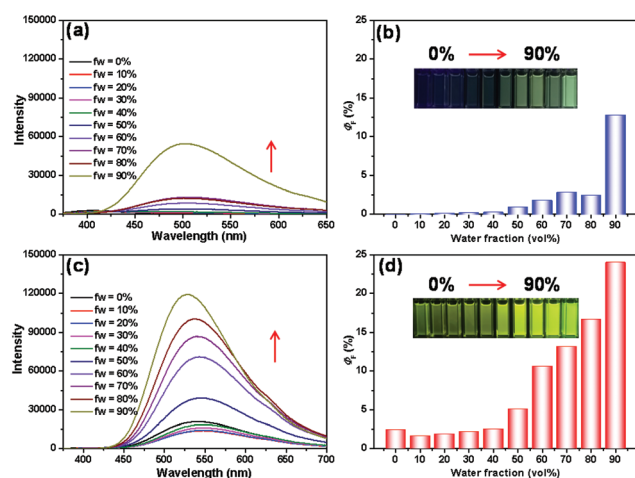 (a)
150000
120000
90000
60000
30000
0
Intensity
fw = 0%
fw = 10%
fw = 20%
fw = 30%
fw = 40%
fw = 50%
fw = 60%
fw = 70%
fw = 80%
fw = 90%
400 450 500 550 600 650
Wavelength (nm)
(b)
25
20
15
10
5
0
ΦF (%)
0% → 90%
0 10 20 30 40 50 60 70 80 90
Water fraction (vol%)
(c)
150000
120000
90000
60000
30000
0
Intensity
fw = 0%
fw = 10%
fw = 20%
fw = 30%
fw = 40%
fw = 50%
fw = 60%
fw = 70%
fw = 80%
fw = 90%
400 450 500 550 600 650 700
Wavelength (nm)
(d)
25
20
15
10
5
0
ΦF (%)
0% → 90%
0 10 20 30 40 50 60 70 80 90
Water fraction (vol%)